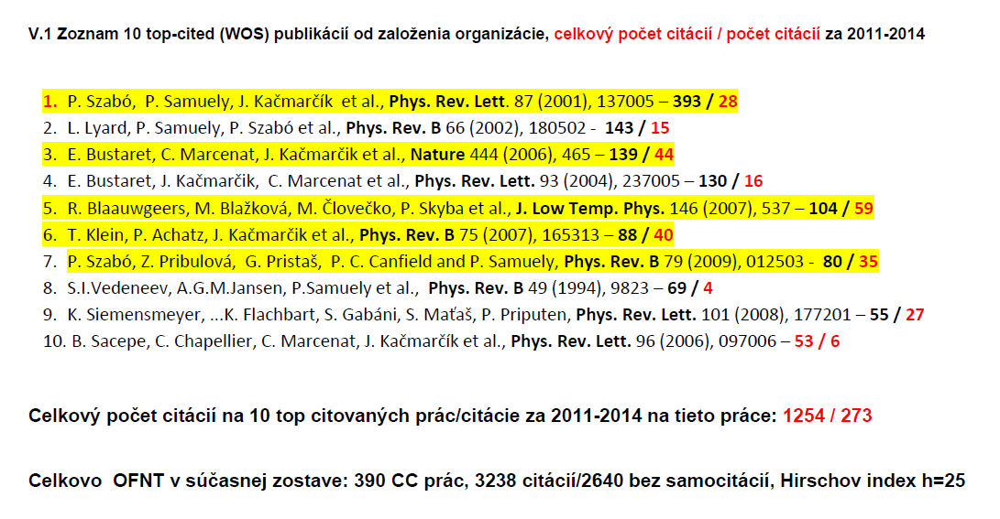 V.1 Zoznam 10 top-cited (WOS) publikácií od založenia organizácie, celkový počet citácií / počet citácií za 2011-2014
1. P. Szabó, P. Samuely, J. Kačmarčík et al., Phys. Rev. Lett. 87 (2001), 137005 – 393 / 28
2. L. Lyard, P. Samuely, P. Szabó et al., Phys. Rev. B 66 (2002), 180502 - 143 / 15
3. E. Bustaret, C. Marcenat, J. Kačmarčik et al., Nature 444 (2006), 465 – 139 / 44
4. E. Bustaret, J. Kačmarčik, C. Marcenat et al., Phys. Rev. Lett. 93 (2004), 237005 – 130 / 16
5. R. Blaauwgeers, M. Blažková, M. Človečko, P. Skyba et al., J. Low Temp. Phys. 146 (2007), 537 – 104 / 59
6. T. Klein, P. Achatz, J. Kačmarčik et al., Phys. Rev. B 75 (2007), 165313 – 88 / 40
7. P. Szabó, Z. Pribulová, G. Pristaš, P. C. Canfield and P. Samuely, Phys. Rev. B 79 (2009), 012503 - 80 / 35
8. S.I.Vedeneev, A.G.M.Jansen, P.Samuely et al., Phys. Rev. B 49 (1994), 9823 – 69 / 4
9. K. Siemensmeyer, ...K. Flachbart, S. Gabáni, S. Maťaš, P. Priputen, Phys. Rev. Lett. 101 (2008), 177201 – 55 / 27
10. B. Sacepe, C. Chapellier, C. Marcenat, J. Kačmarčík et al., Phys. Rev. Lett. 96 (2006), 097006 – 53 / 6
Celkový počet citácií na 10 top citovaných prác/citácie za 2011-2014 na tieto práce: 1254 / 273
Celkovo OFNT v súčasnej zostave: 390 CC prác, 3238 citácií/2640 bez samocitácií, Hirschov index h=25